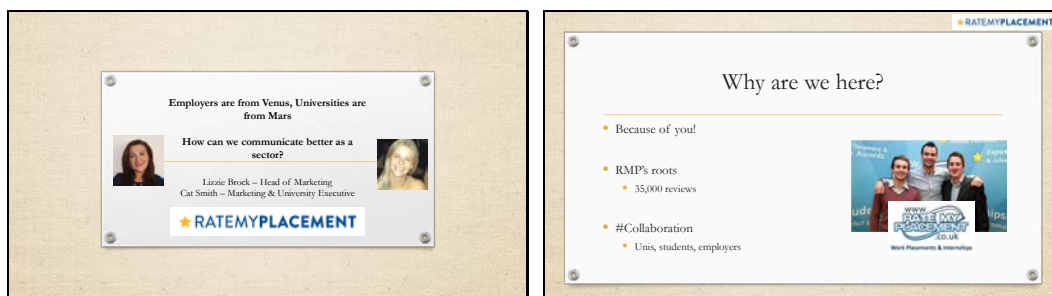 Employers are from Venus, Universities are
from Mars
How can we communicate better as a
sector?
Lizzie Brock – Head of Marketing
Cat Smith – Marketing & University Executive
RATEMYPLACEMENT
RATEMYPLACEMENT
Why are we here?
• Because of you!
• RMP's roots
• 35,000 reviews
• #Collaboration
• Unis, students, employers
Awards
www.
RATE MY
PLACEMENT
.co.uk
Work Placements & Internships